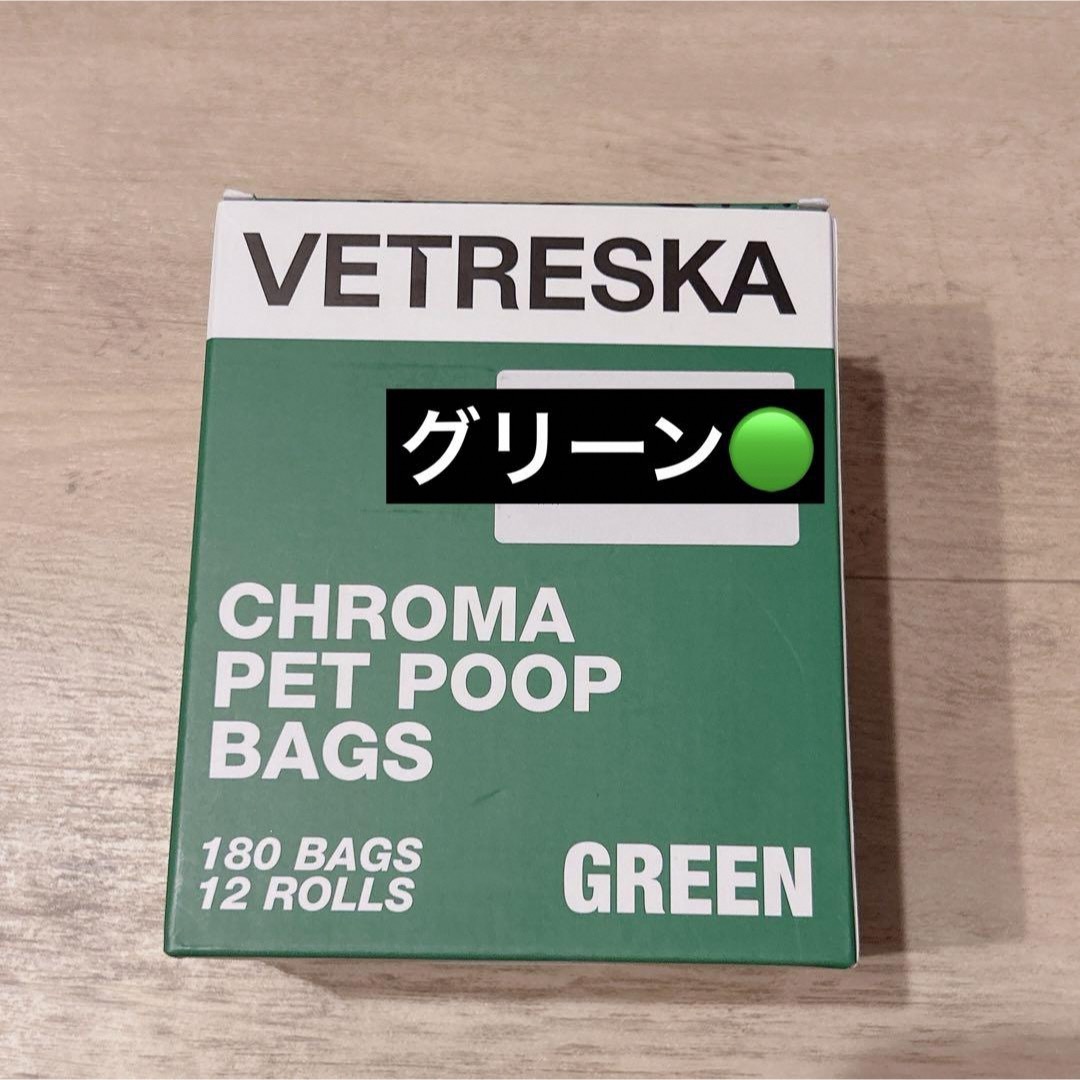 VETRESKA
グリーン🟢
CHROMA
PET POOP
BAGS
180 BAGS
12 ROLLS
GREEN